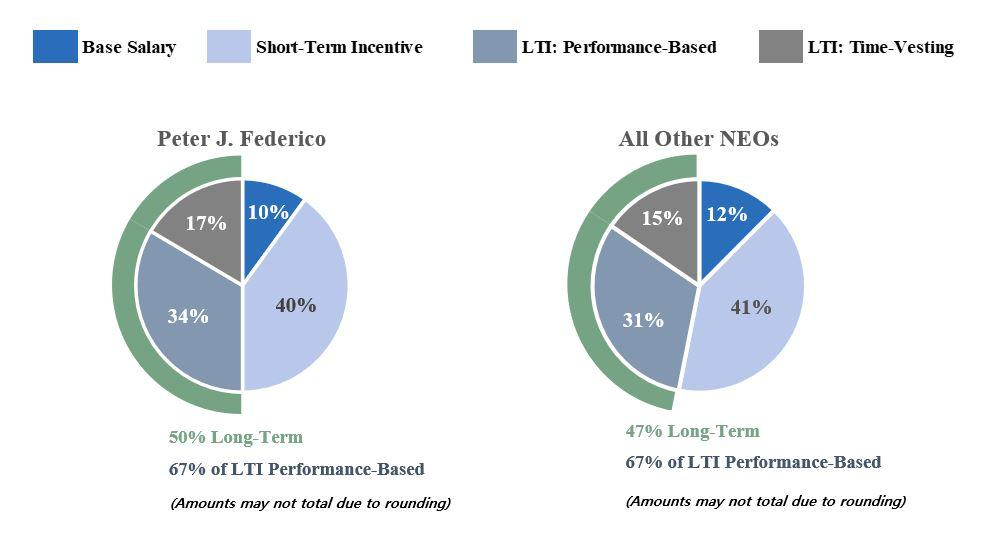 Base Salary
Short-Term Incentive
LTI: Performance-Based
LTI: Time-Vesting
Peter J. Federico
17%
10%
34%
40%
50% Long-Term
67% of LTI Performance-Based
(Amounts may not total due to rounding)
All Other NEOs
15%
12%
31%
41%
47% Long-Term
67% of LTI Performance-Based
(Amounts may not total due to rounding)